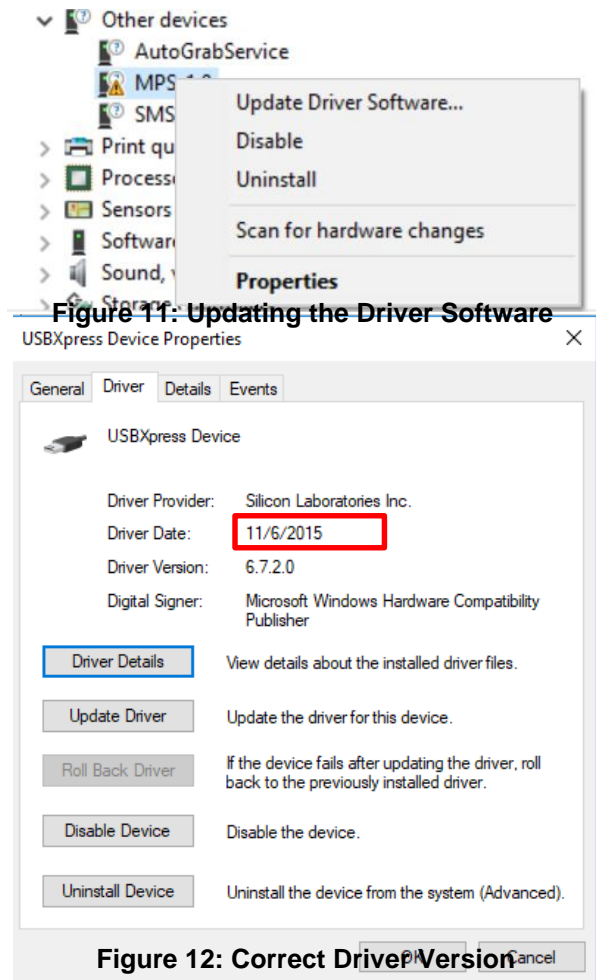 Other devices
AutoGrabService
MPS
SMS
Update Driver Software...
Disable
Uninstall
Scan for hardware changes
Properties
Print qu
Process
Sensors
Softwar
Sound,
Storage
Figure 11: Updating the Driver Software
USBXpress Device Properties
General Driver Details Events
USBXpress Device
Driver Provider: Silicon Laboratories Inc.
Driver Date: 11/6/2015
Driver Version: 6.7.2.0
Digital Signer: Microsoft Windows Hardware Compatibility
Publisher
Driver Details View details about the installed driver files.
Update Driver Update the driver for this device.
Roll Back Driver If the device fails after updating the driver, roll
back to the previously installed driver.
Disable Device Disable the device.
Uninstall Device Uninstall the device from the system (Advanced).
OK Cancel
Figure 12: Correct Driver Version